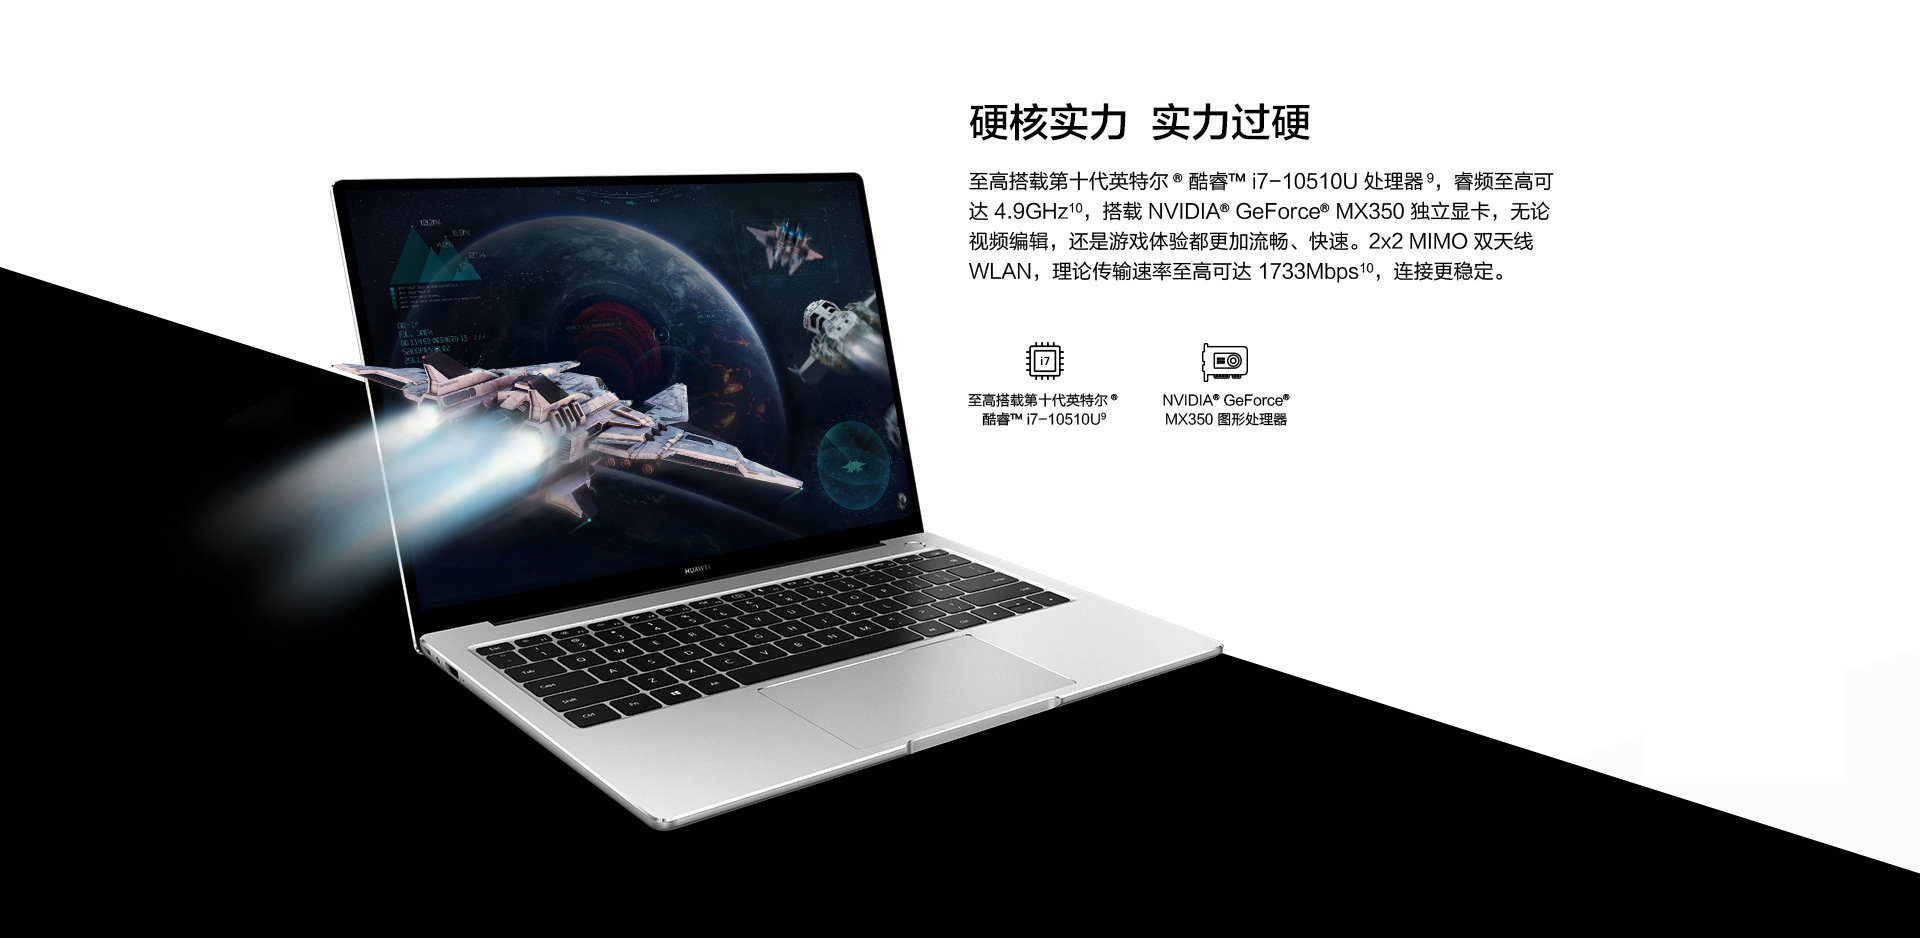 硬核实力 实力过硬
至高搭载第十代英特尔® 酷睿™ i7-10510U 处理器⁹，睿频至高可
达 4.9GHz¹⁰，搭载 NVIDIA® GeForce® MX350 独立显卡，无论
视频编辑，还是游戏体验都更加流畅、快速。2x2 MIMO 双天线
WLAN，理论传输速率至高可达 1733Mbps¹⁰，连接更稳定。
i7
至高搭载第十代英特尔®
酷睿™ i7-10510U⁹
NVIDIA® GeForce®
MX350 图形处理器
HUAWEI